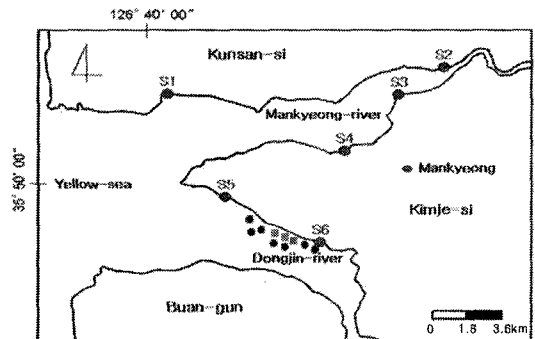 126° 40' 00"
Kunsan-si
S1
S2
S3
Mankyeong-river
S4
Mankyeong
35° 50' 00"
Yellow-sea
S5
Kimje-si
S6
Dongjin-river
Buan-gun
0 1.8 3.6km